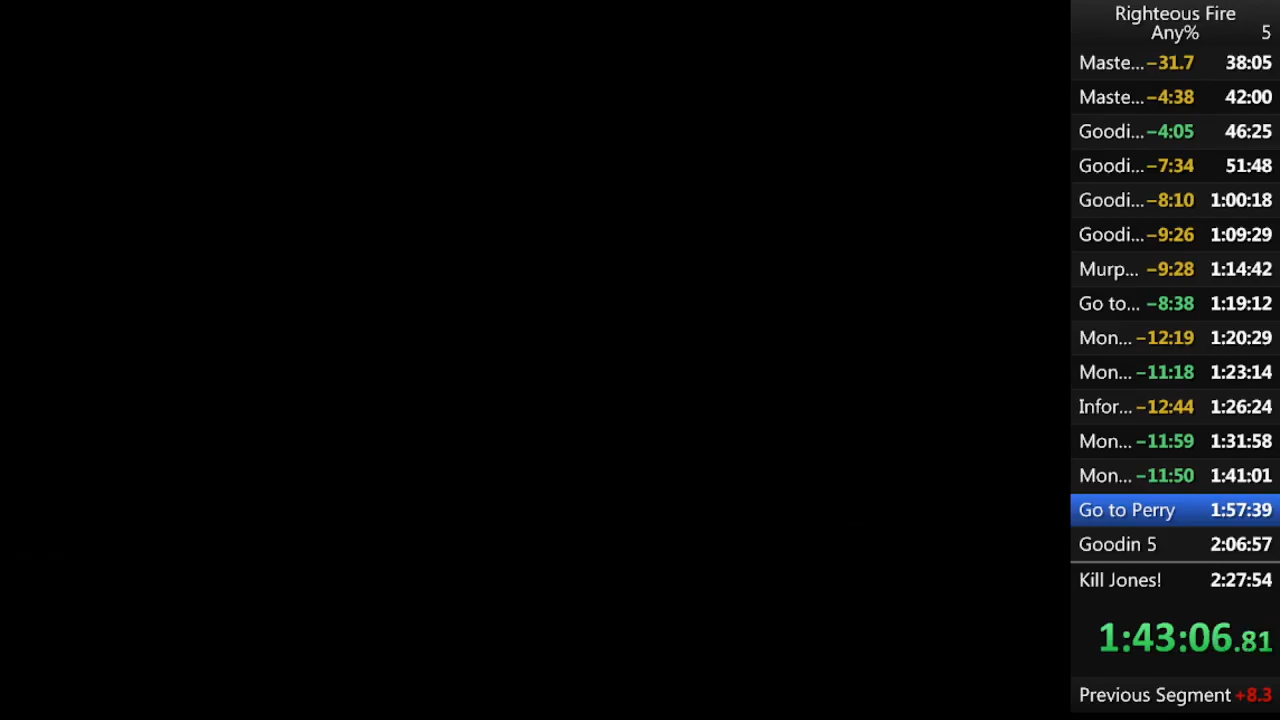 Righteous Fire
Any% 5
Maste... −31.7 38:05
Maste... −4:38 42:00
Goodi... −4:05 46:25
Goodi... −7:34 51:48
Goodi... −8:10 1:00:18
Goodi... −9:26 1:09:29
Murp... −9:28 1:14:42
Go to... −8:38 1:19:12
Mon... −12:19 1:20:29
Mon... −11:18 1:23:14
Infor... −12:44 1:26:24
Mon... −11:59 1:31:58
Mon... −11:50 1:41:01
Go to Perry 1:57:39
Goodin 5 2:06:57
Kill Jones! 2:27:54
1:43:06.81
Previous Segment +8.3